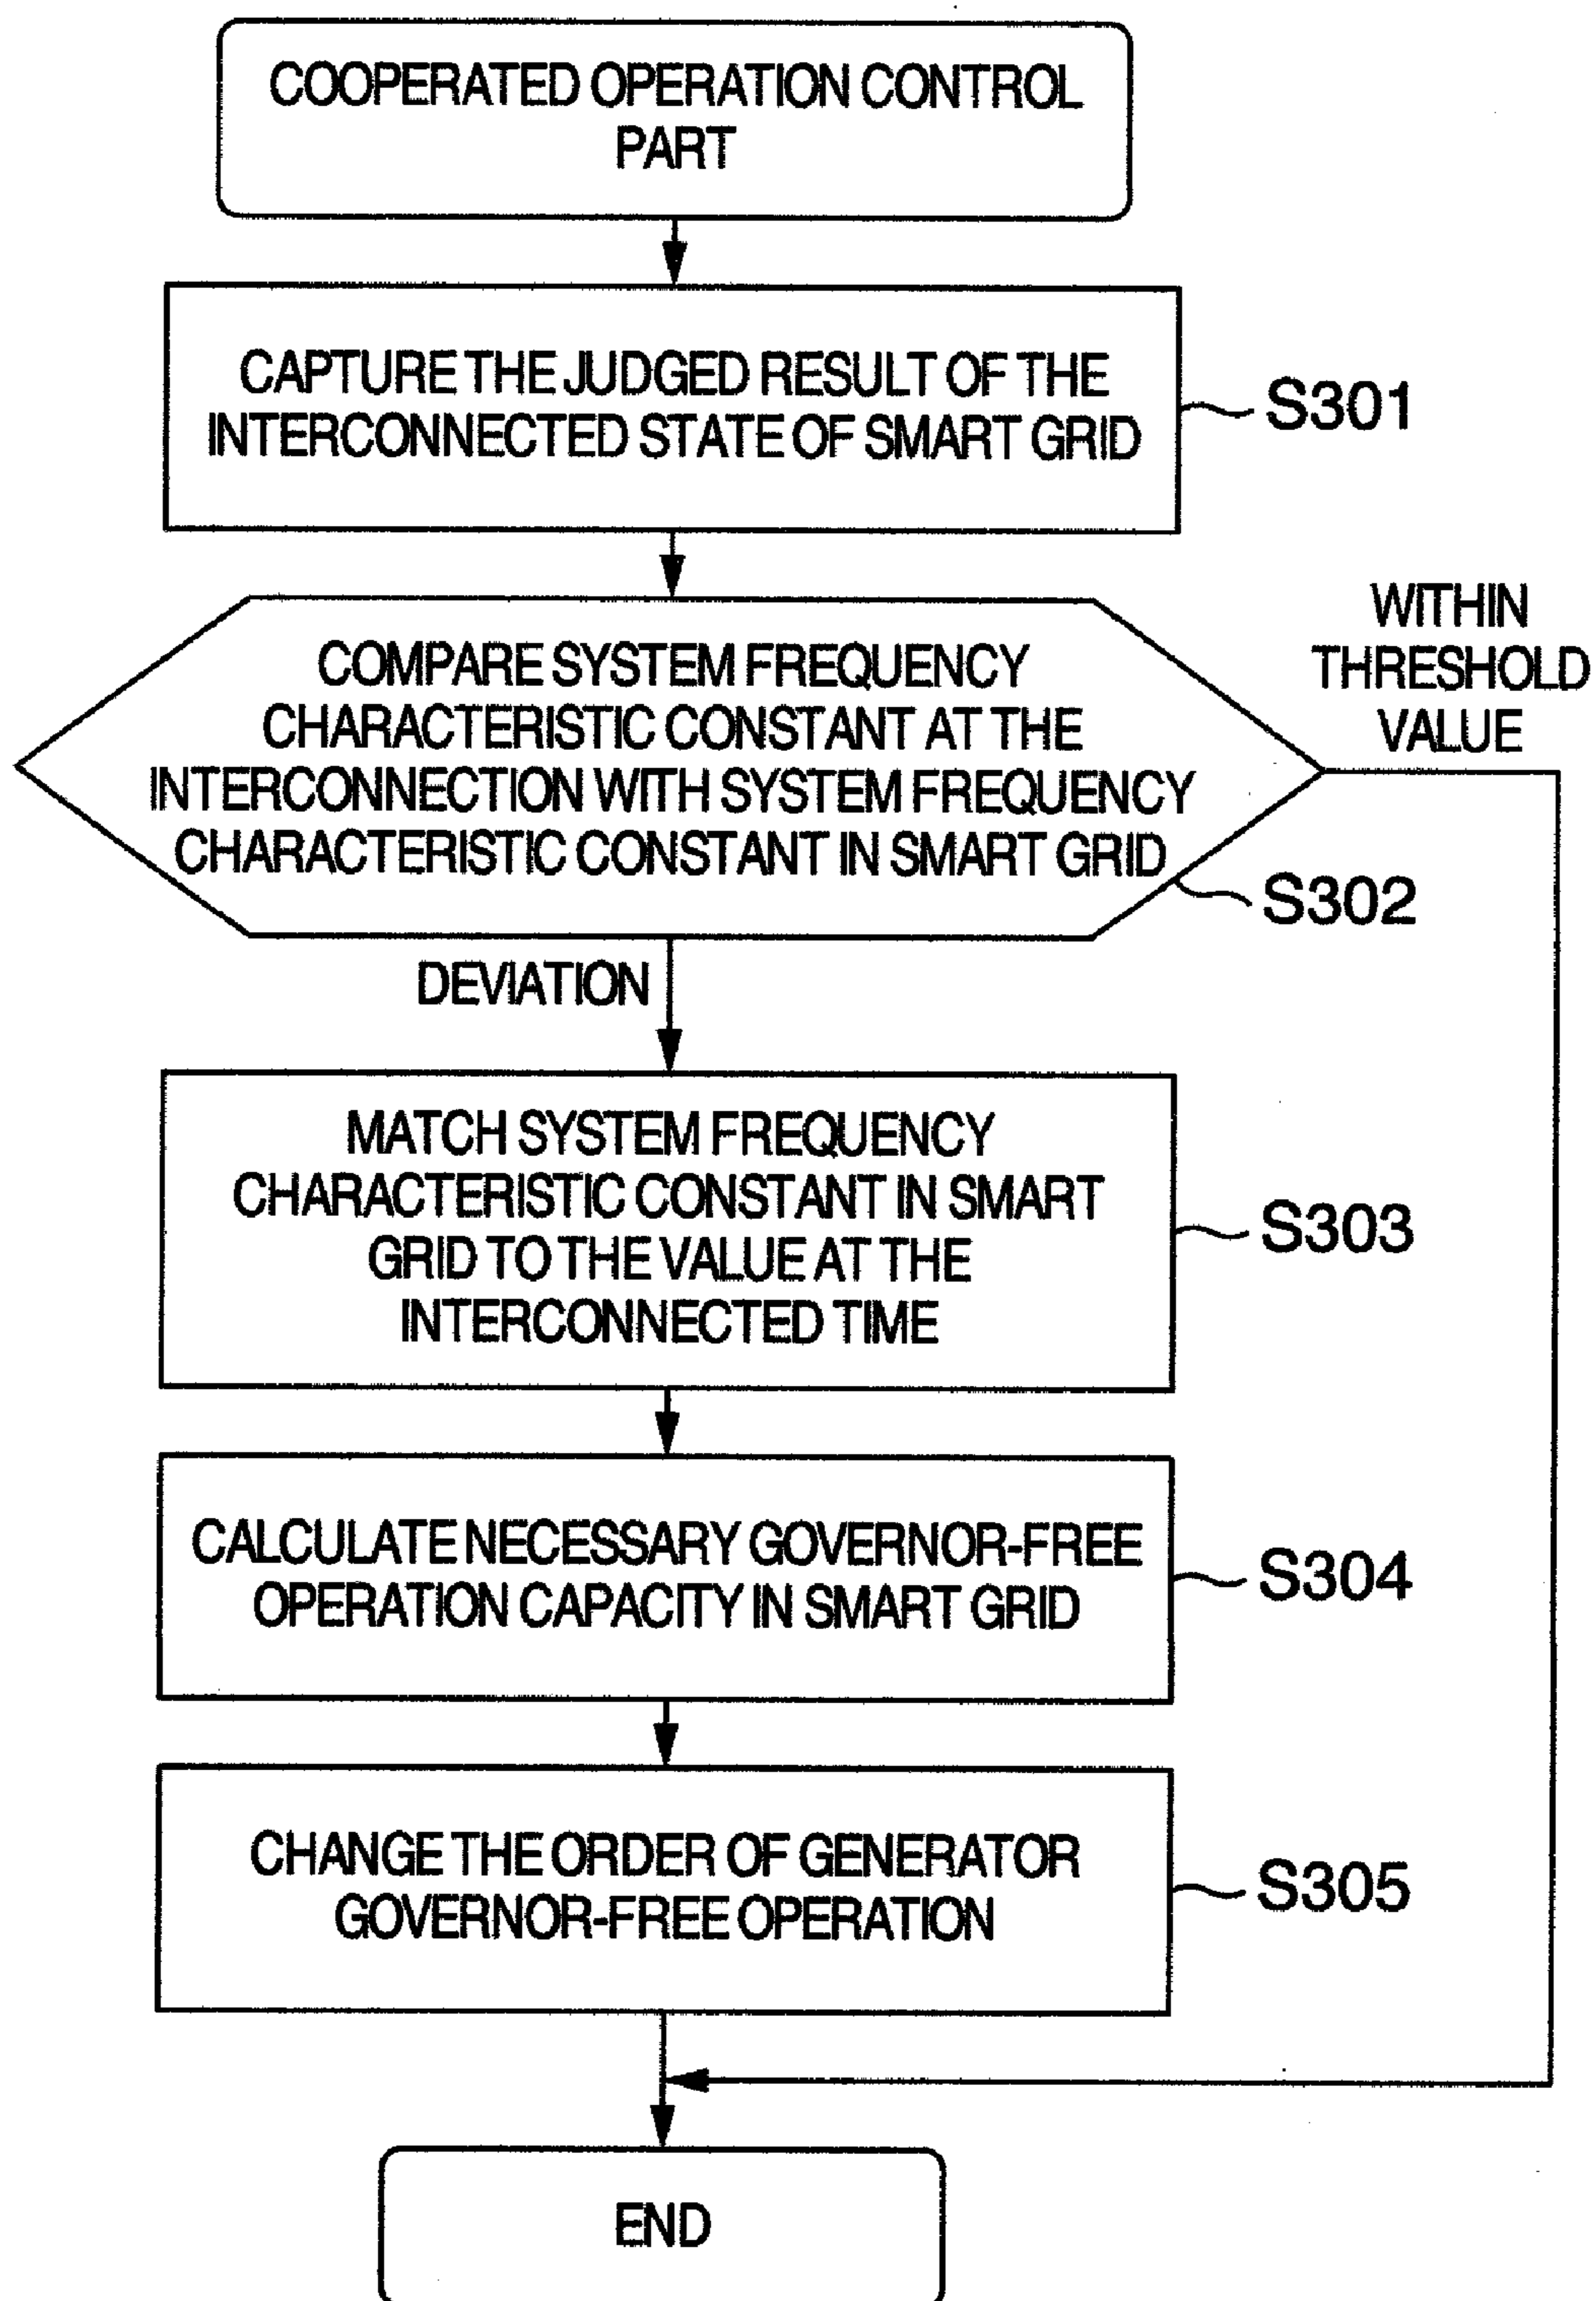 COOPERATED OPERATION CONTROL
PART
CAPTURE THE JUDGED RESULT OF THE
INTERCONNECTED STATE OF SMART GRID
S301
WITHIN
THRESHOLD
VALUE
COMPARE SYSTEM FREQUENCY
CHARACTERISTIC CONSTANT AT THE
INTERCONNECTION WITH SYSTEM FREQUENCY
CHARACTERISTIC CONSTANT IN SMART GRID
S302
DEVIATION
MATCH SYSTEM FREQUENCY
CHARACTERISTIC CONSTANT IN SMART
GRID TO THE VALUE AT THE
INTERCONNECTED TIME
S303
CALCULATE NECESSARY GOVERNOR-FREE
OPERATION CAPACITY IN SMART GRID
S304
CHANGE THE ORDER OF GENERATOR
GOVERNOR-FREE OPERATION
S305
END